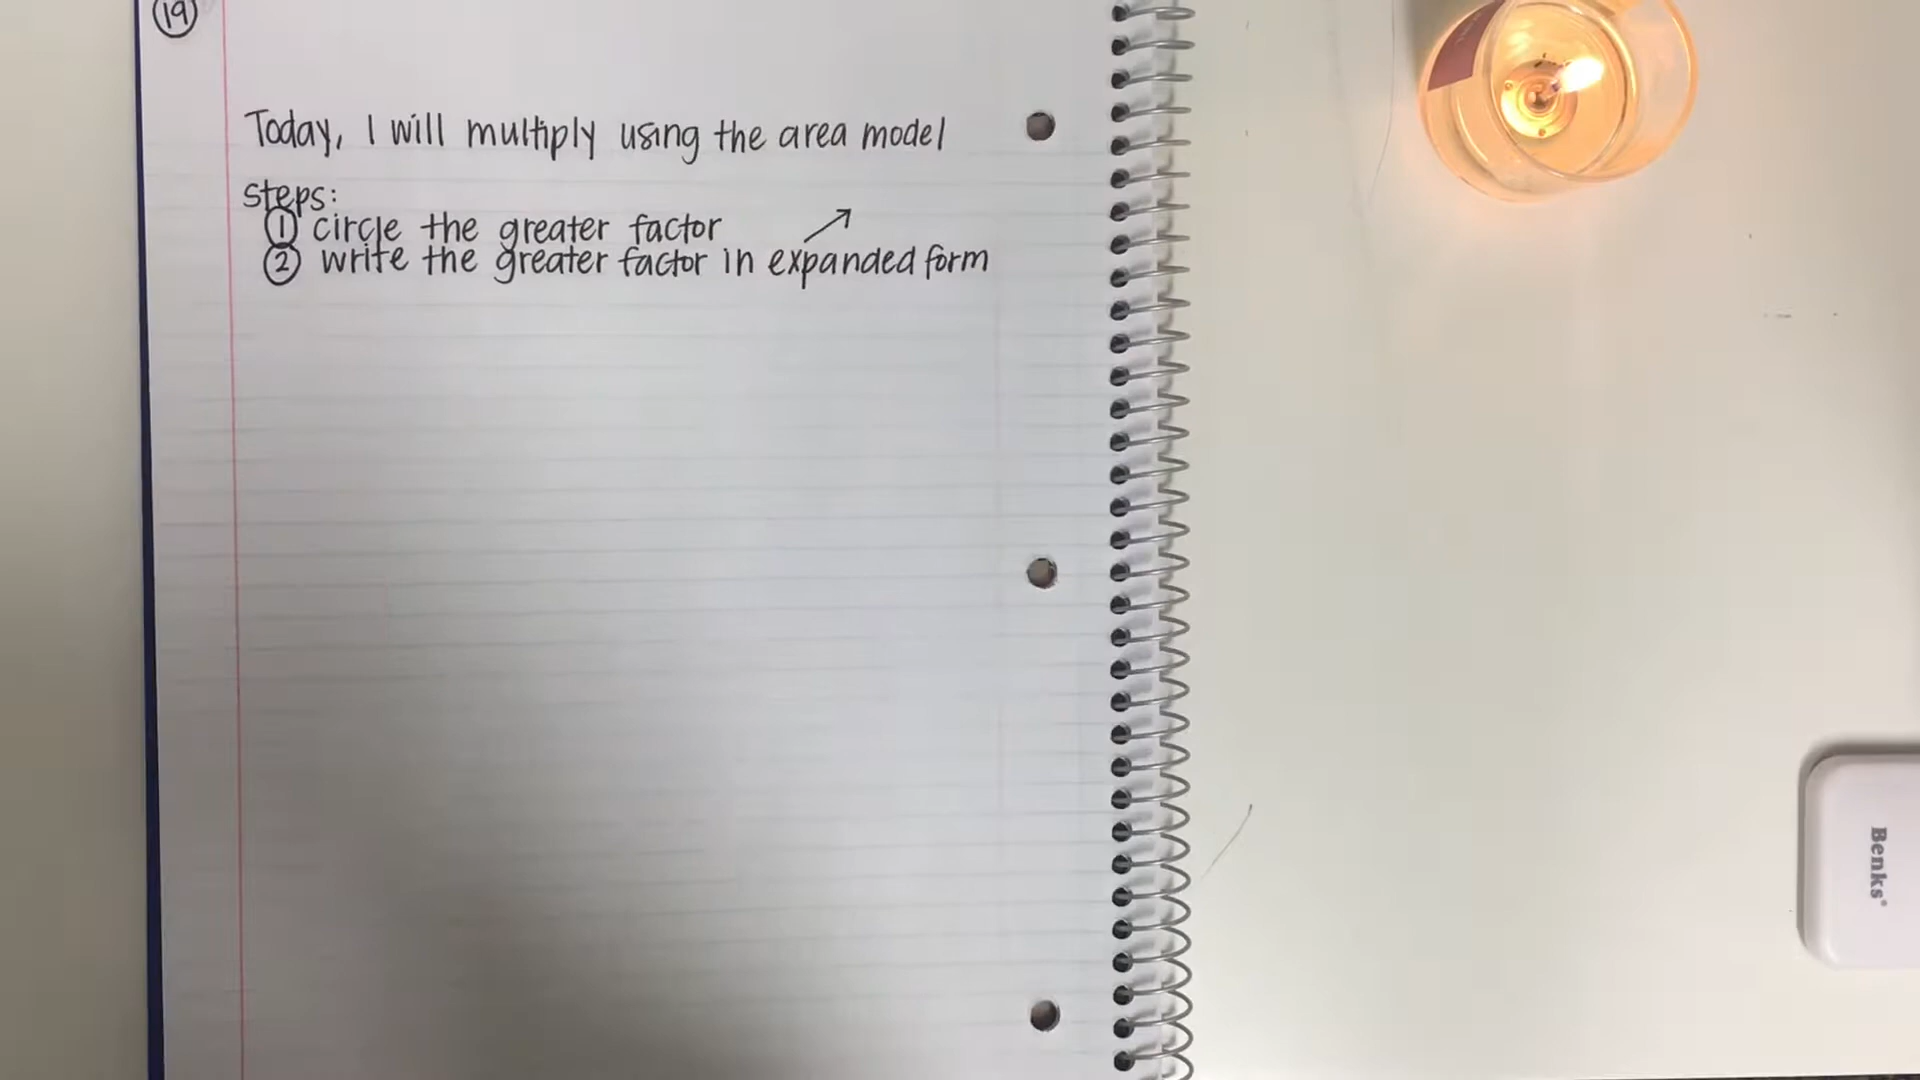 19
Today, I will multiply using the area model
steps:
① circle the greater factor
② write the greater factor in expanded form
Benks®